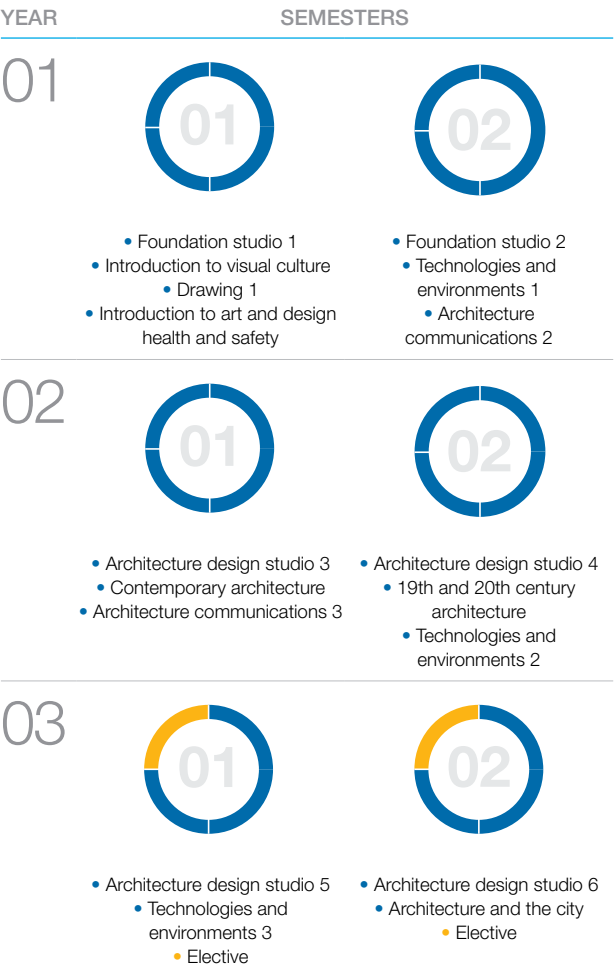 YEAR SEMESTERS
01
01
02
• Foundation studio 1
• Introduction to visual culture
• Drawing 1
• Introduction to art and design
health and safety
• Foundation studio 2
• Technologies and
environments 1
• Architecture
communications 2
02
01
02
• Architecture design studio 3
• Contemporary architecture
• Architecture communications 3
• Architecture design studio 4
• 19th and 20th century
architecture
• Technologies and
environments 2
03
01
02
• Architecture design studio 5
• Technologies and
environments 3
• Elective
• Architecture design studio 6
• Architecture and the city
• Elective